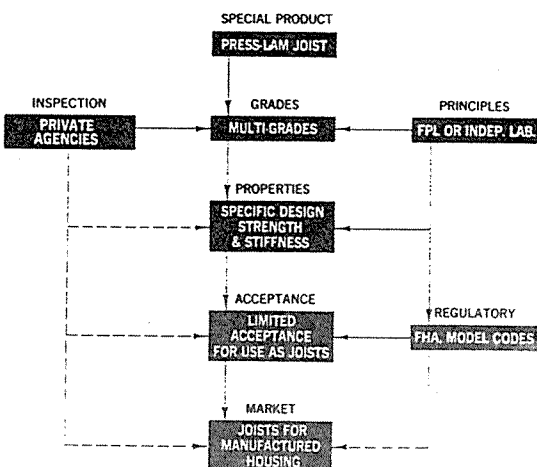 SPECIAL PRODUCT
PRESS-LAM JOIST
INSPECTION
PRIVATE
AGENCIES
GRADES
MULTI-GRADES
PRINCIPLES
FPL OR INDEP. LAB.
PROPERTIES
SPECIFIC DESIGN
STRENGTH
& STIFFNESS
ACCEPTANCE
LIMITED
ACCEPTANCE
FOR USE AS JOISTS
REGULATORY
FHA, MODEL CODES
MARKET
JOISTS FOR
MANUFACTURED
HOUSING